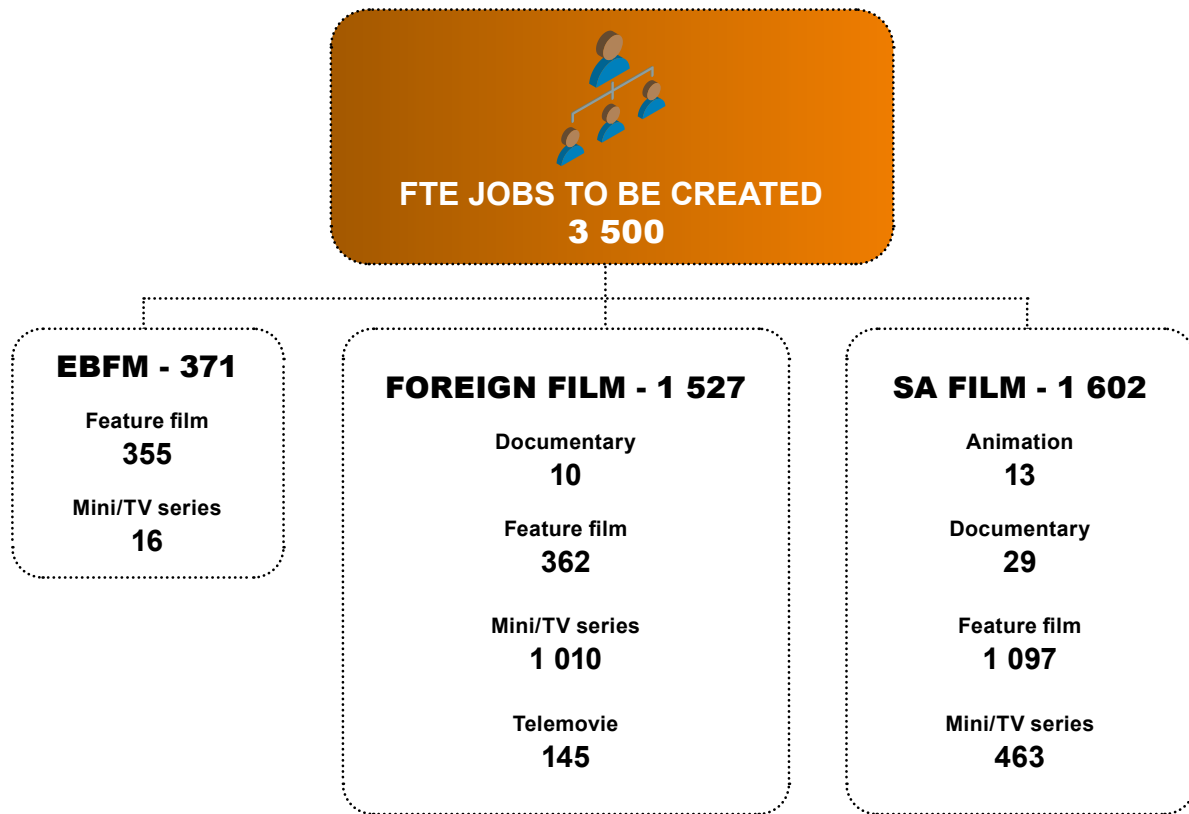 FTE JOBS TO BE CREATED
3 500
EBFM - 371
Feature film
355
Mini/TV series
16
FOREIGN FILM - 1 527
Documentary
10
Feature film
362
Mini/TV series
1 010
Telemovie
145
SA FILM - 1 602
Animation
13
Documentary
29
Feature film
1 097
Mini/TV series
463